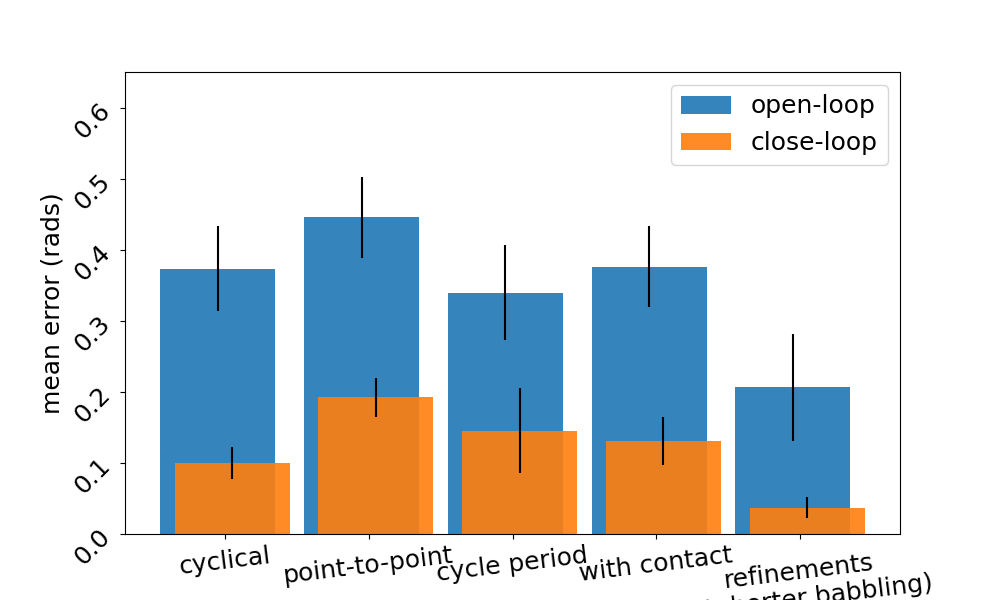 open-loop
close-loop
mean error (rads)
0.6
0.5
0.4
0.3
0.2
0.1
0.0
cyclical
point-to-point
cycle period
with contact
refinements
babbling)